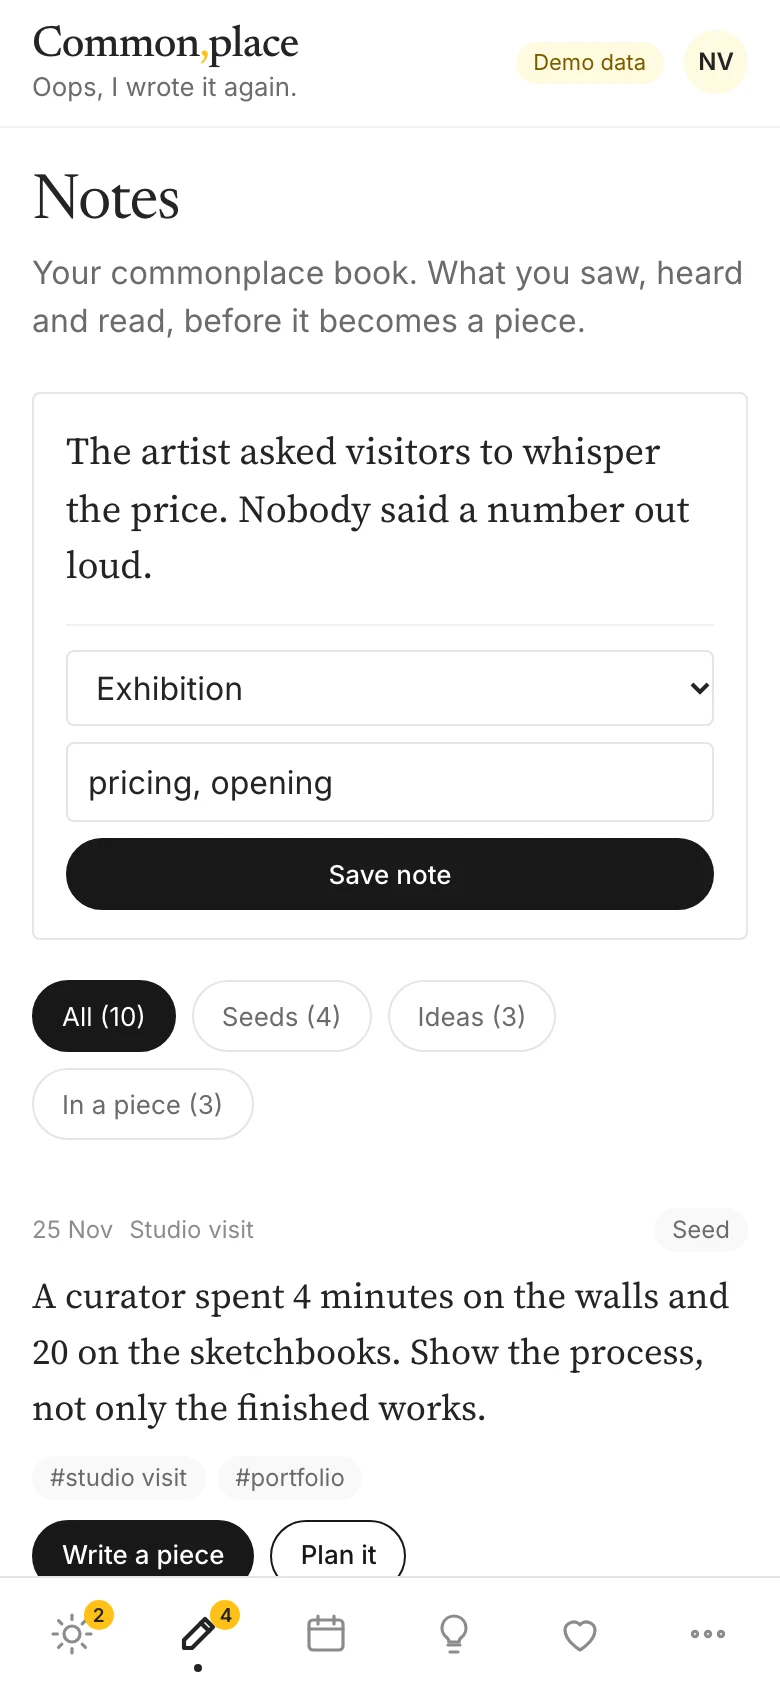 Common,place
Oops, I wrote it again.
Demo data
NV
Notes
Your commonplace book. What you saw, heard
and read, before it becomes a piece.
The artist asked visitors to whisper
the price. Nobody said a number out
loud.
Exhibition
pricing, opening
Save note
All (10)
Seeds (4)
Ideas (3)
In a piece (3)
25 Nov Studio visit
Seed
A curator spent 4 minutes on the walls and
20 on the sketchbooks. Show the process,
not only the finished works.
#studio visit
#portfolio
Write a piece
Plan it
2
4